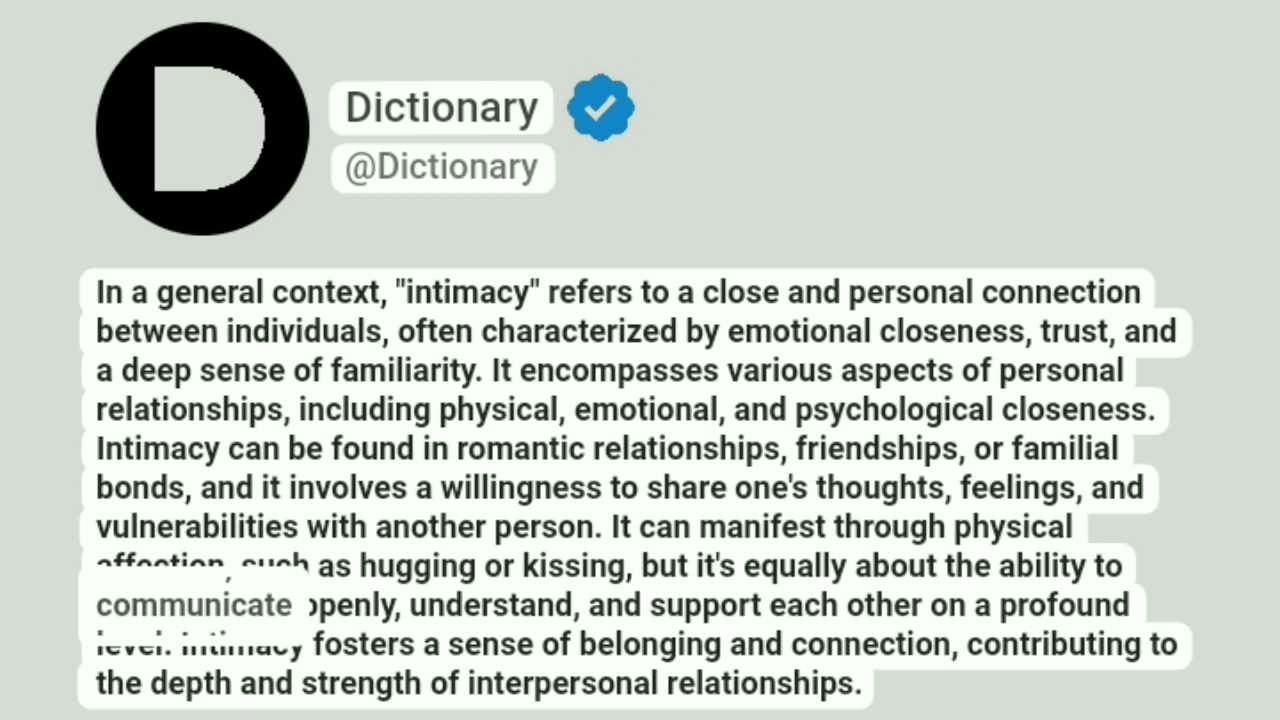 D
Dictionary
@Dictionary
In a general context, "intimacy" refers to a close and personal connection
between individuals, often characterized by emotional closeness, trust, and
a deep sense of familiarity. It encompasses various aspects of personal
relationships, including physical, emotional, and psychological closeness.
Intimacy can be found in romantic relationships, friendships, or familial
bonds, and it involves a willingness to share one's thoughts, feelings, and
vulnerabilities with another person. It can manifest through physical
affection, such as hugging or kissing, but it's equally about the ability to
communicate openly, understand, and support each other on a profound
level. Intimacy fosters a sense of belonging and connection, contributing to
the depth and strength of interpersonal relationships.